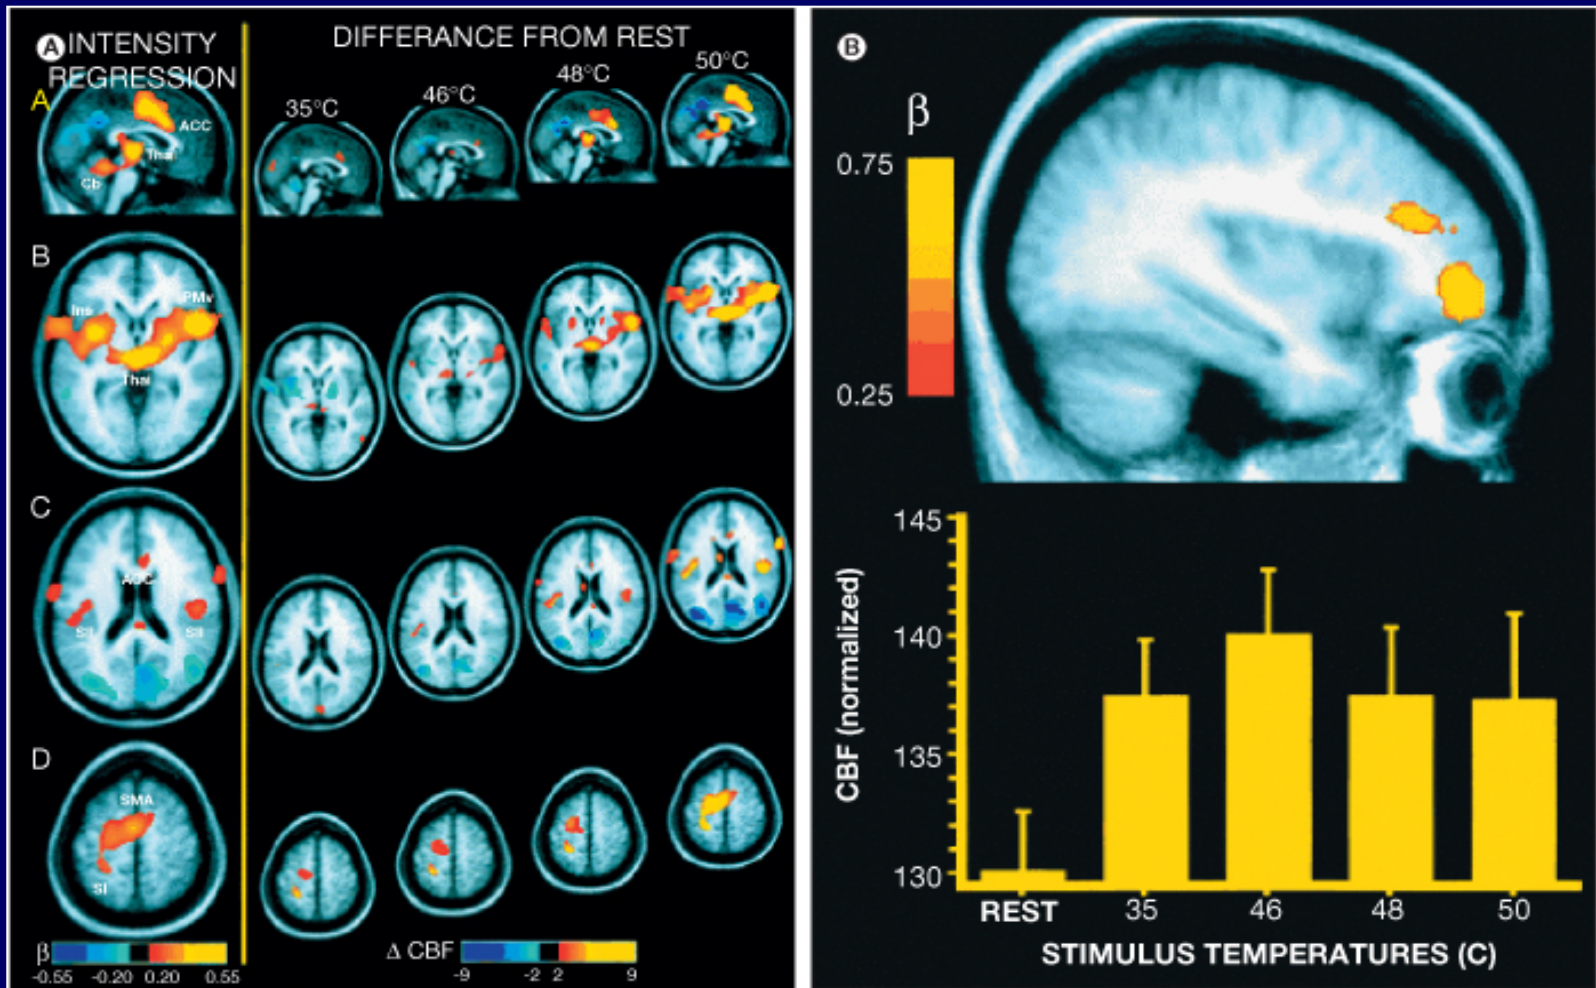 A INTENSITY REGRESSION
DIFFERANCE FROM REST
A
35°C
46°C
48°C
50°C
ACC
Thal
Cb
B
Ins
PMv
Thal
C
ACC
SII
SII
D
SMA
SI
β
-0.55 -0.20 0.20 0.55
Δ CBF
-9 -2 2 9
B
β
0.75
0.25
CBF (normalized)
145
140
135
130
REST 35 46 48 50
STIMULUS TEMPERATURES (C)